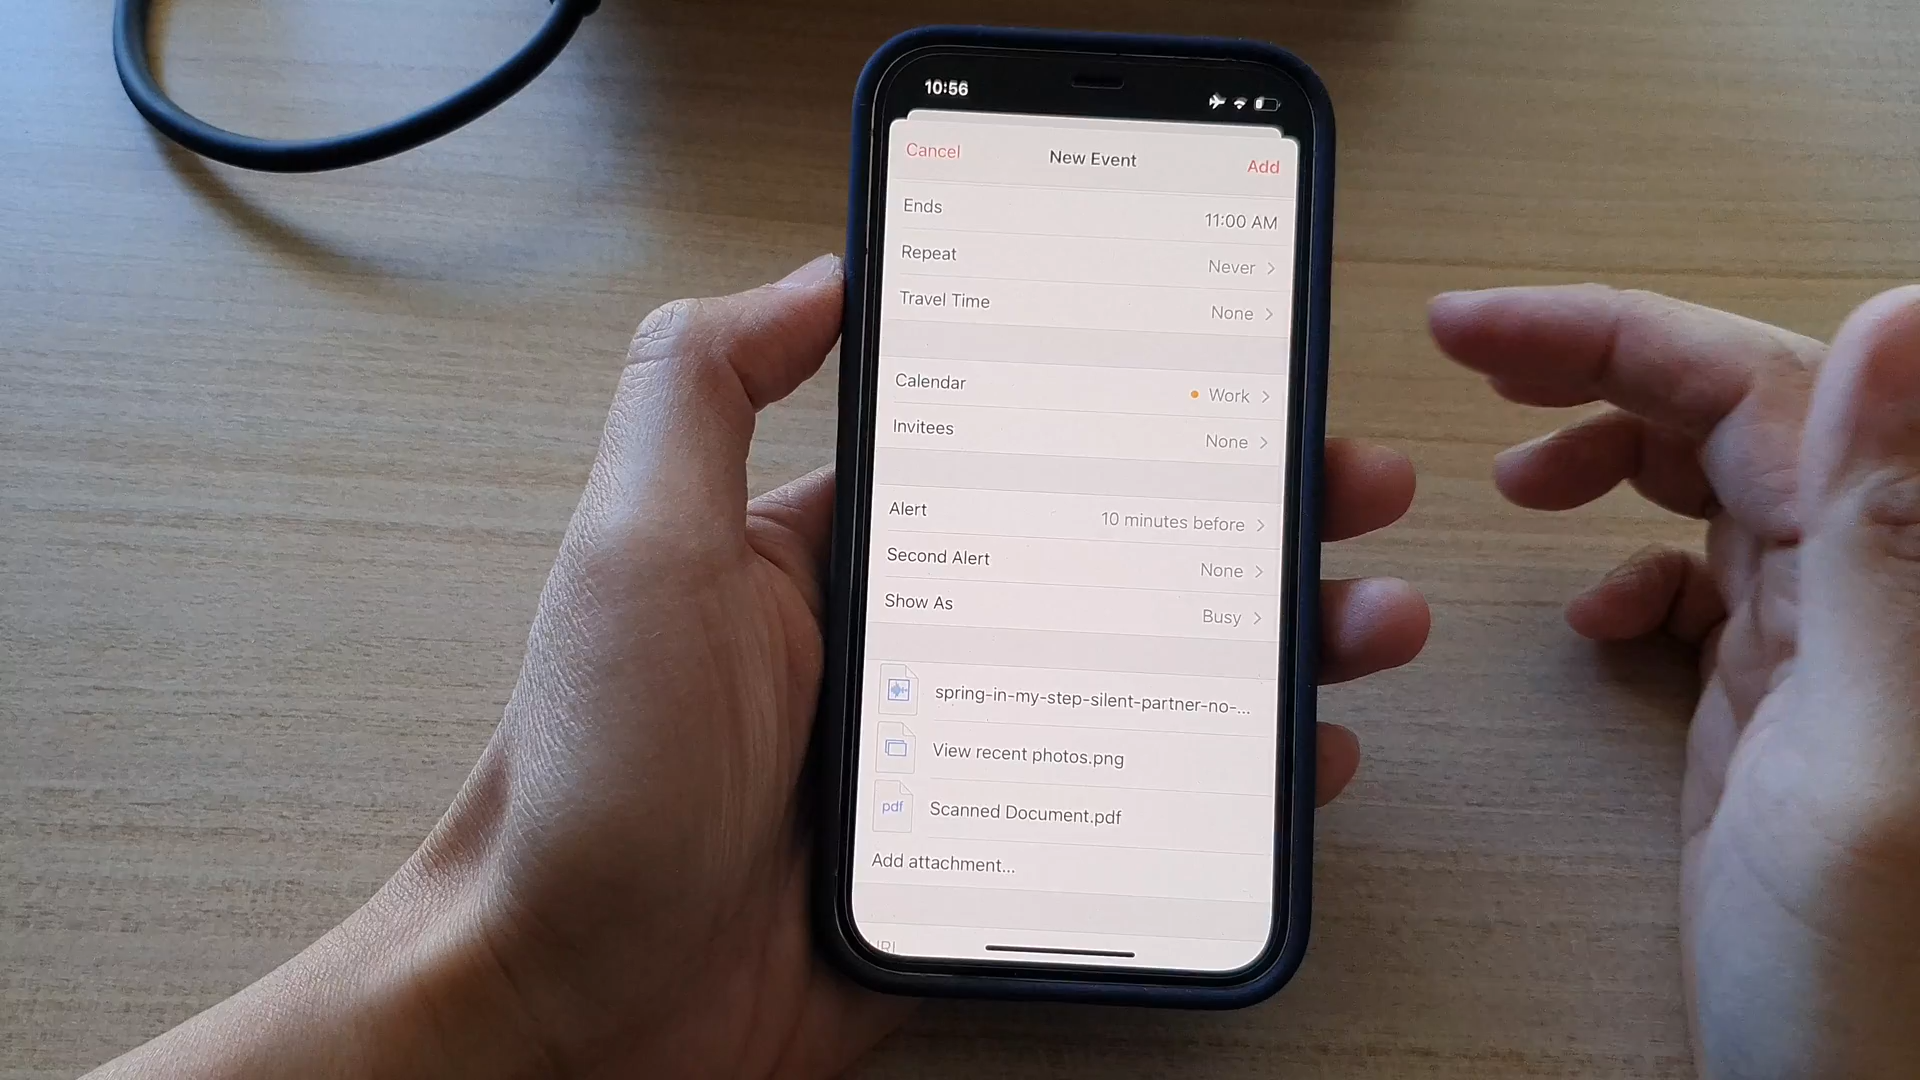 10:56
Cancel New Event Add
Ends 11:00 AM
Repeat Never
Travel Time None
Calendar Work
Invitees None
Alert 10 minutes before
Second Alert None
Show As Busy
spring-in-my-step-silent-partner-no-...
View recent photos.png
pdf Scanned Document.pdf
Add attachment...
URL